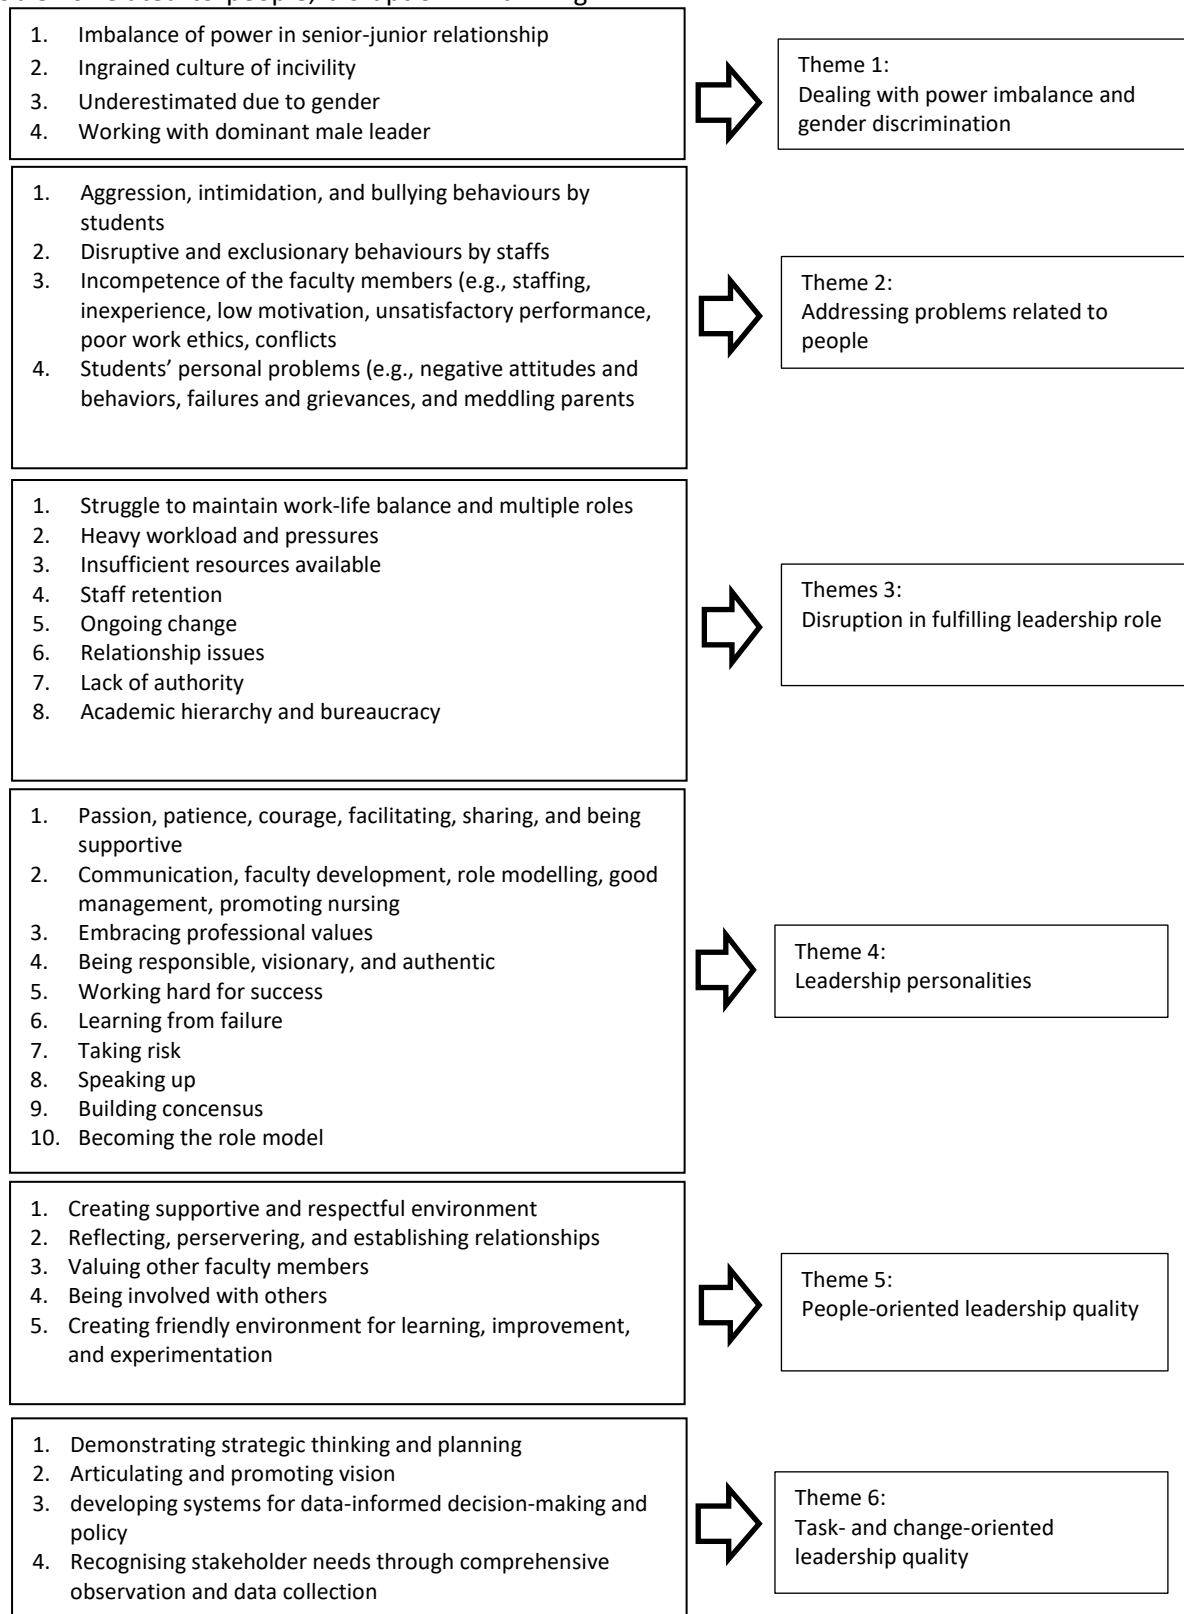 1. Imbalance of power in senior-junior relationship
2. Ingrained culture of incivility
3. Underestimated due to gender
4. Working with dominant male leader
Theme 1:
Dealing with power imbalance and
gender discrimination
1. Aggression, intimidation, and bullying behaviours by
students
2. Disruptive and exclusionary behaviours by staffs
3. Incompetence of the faculty members (e.g., staffing,
inexperience, low motivation, unsatisfactory performance,
poor work ethics, conflicts
4. Students’ personal problems (e.g., negative attitudes and
behaviors, failures and grievances, and meddling parents
Theme 2:
Addressing problems related to
people
1. Struggle to maintain work-life balance and multiple roles
2. Heavy workload and pressures
3. Insufficient resources available
4. Staff retention
5. Ongoing change
6. Relationship issues
7. Lack of authority
8. Academic hierarchy and bureaucracy
Themes 3:
Disruption in fulfilling leadership role
1. Passion, patience, courage, facilitating, sharing, and being
supportive
2. Communication, faculty development, role modelling, good
management, promoting nursing
3. Embracing professional values
4. Being responsible, visionary, and authentic
5. Working hard for success
6. Learning from failure
7. Taking risk
8. Speaking up
9. Building concensus
10. Becoming the role model
Theme 4:
Leadership personalities
1. Creating supportive and respectful environment
2. Reflecting, perservering, and establishing relationships
3. Valuing other faculty members
4. Being involved with others
5. Creating friendly environment for learning, improvement,
and experimentation
Theme 5:
People-oriented leadership quality
1. Demonstrating strategic thinking and planning
2. Articulating and promoting vision
3. developing systems for data-informed decision-making and
policy
4. Recognising stakeholder needs through comprehensive
observation and data collection
Theme 6:
Task- and change-oriented
leadership quality